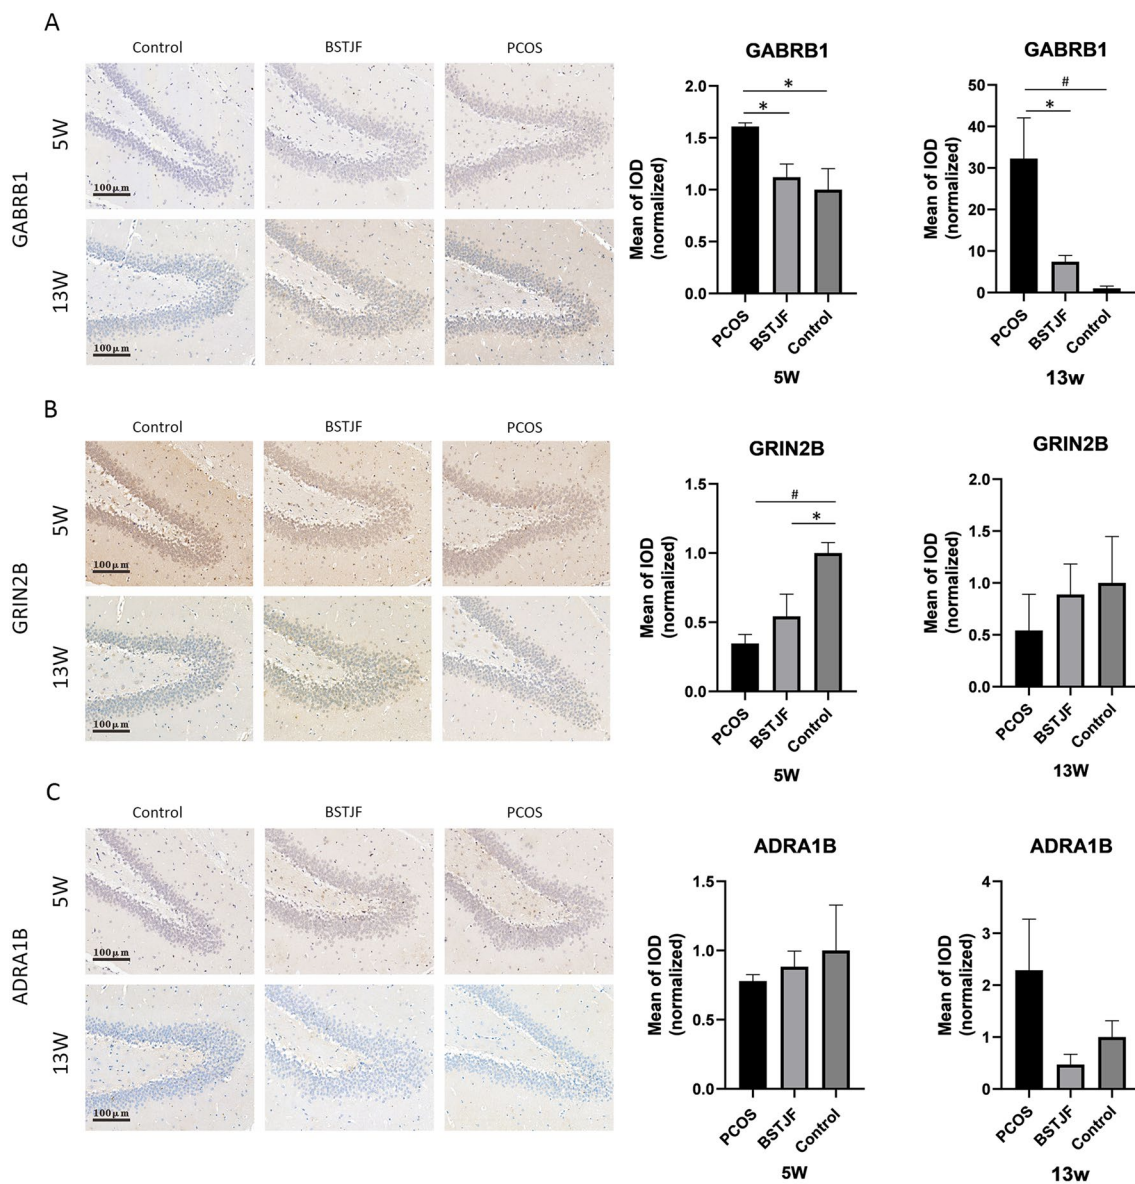 A
Control
BSTJF
PCOS
GABRB1
5W
100μm
13W
100μm
GABRB1
Mean of IOD
(normalized)
2.0
1.5
1.0
1.5
0.0
*
*
PCOS
BSTJF
Control
5W
GABRB1
Mean of IOD
(normalized)
50
40
30
20
10
0
#
*
PCOS
BSTJF
Control
13w
B
Control
BSTJF
PCOS
GRIN2B
5W
100μm
13W
100μm
GRIN2B
Mean of IOD
(normalized)
1.5
1.0
0.5
0.0
#
*
PCOS
BSTJF
Control
5W
GRIN2B
Mean of IOD
(normalized)
2.0
1.5
1.0
0.5
0.0
PCOS
BSTJF
Control
13W
C
Control
BSTJF
PCOS
ADRA1B
5W
100μm
13W
100μm
ADRA1B
Mean of IOD
(normalized)
1.5
1.0
0.5
0.0
PCOS
BSTJF
Control
5W
ADRA1B
Mean of IOD
(normalized)
4
3
2
1
0
PCOS
BSTJF
Control
13w